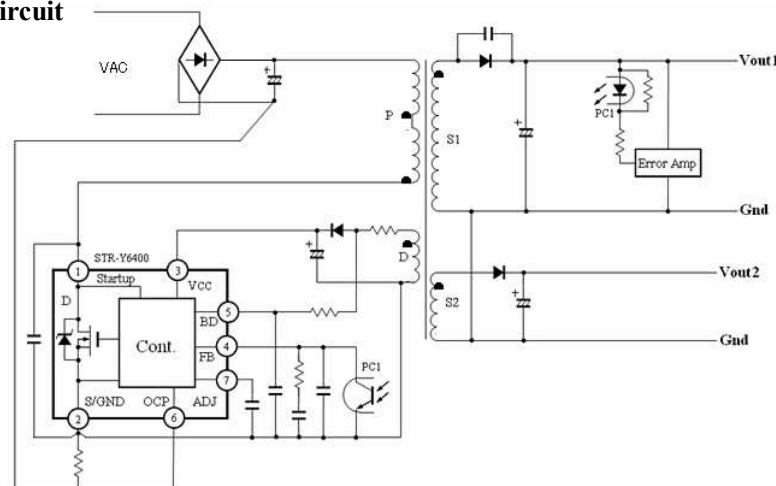 ircuit
VAC
P
S1
PC1
Vout1
Error Amp
Gnd
STR-Y6400
1
3
Startup
VCC
D
D
BD
5
Cont.
FB
4
PC1
7
S/GND
OCP
ADJ
2
6
S2
Vout2
Gnd